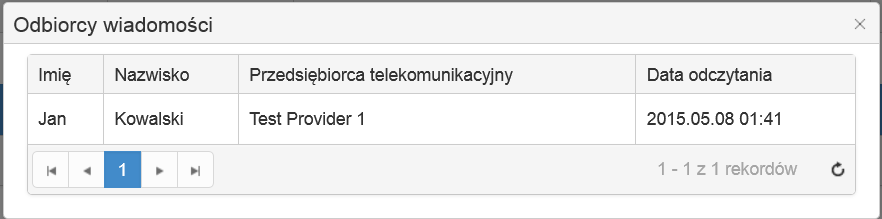 Odbiorcy wiadomości
Imię Nazwisko Przedsiębiorca telekomunikacyjny Data odczytania
Jan Kowalski Test Provider 1 2015.05.08 01:41
1 1 - 1 z 1 rekordów